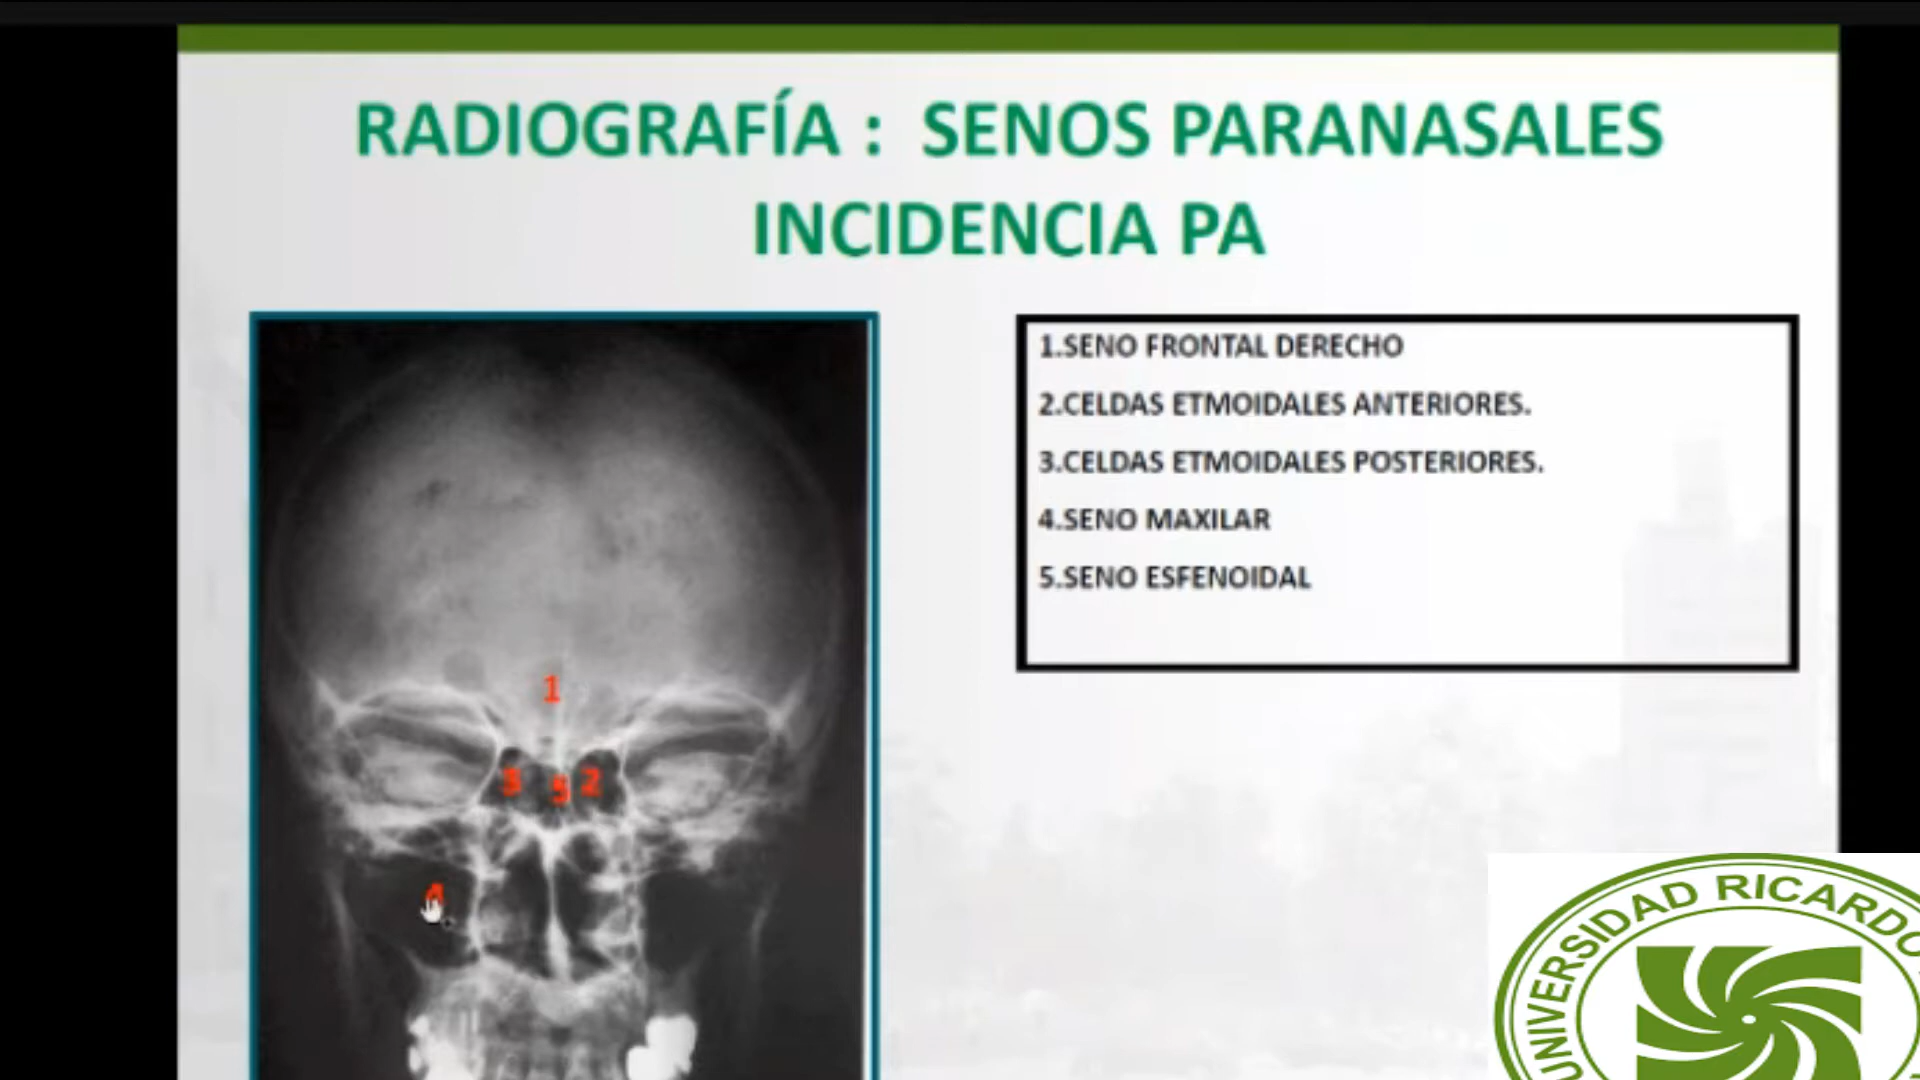 RADIOGRAFÍA : SENOS PARANASALES
INCIDENCIA PA
1.SENO FRONTAL DERECHO
2.CELDAS ETMOIDALES ANTERIORES.
3.CELDAS ETMOIDALES POSTERIORES.
4.SENO MAXILAR
5.SENO ESFENOIDAL
1
3
5
2
4
UNIVERSIDAD RICARDO